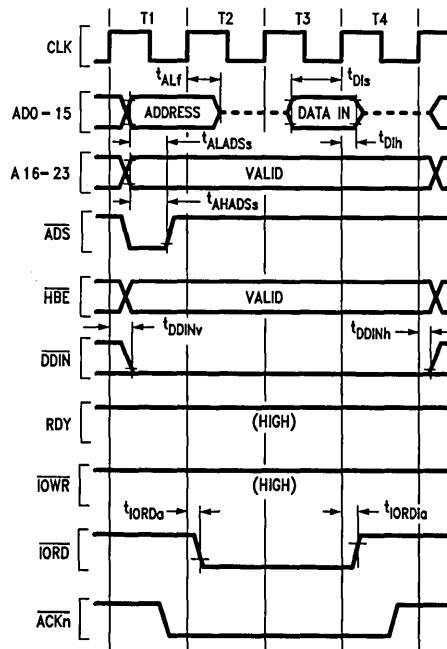 T1 T2 T3 T4
CLK
tALf tDIs
AD0-15 ADDRESS DATA IN
tALADSs tDIh
A16-23 VALID
tAHADSs
ADS
HBE VALID
tDDINv tDDINh
DDIN
RDY (HIGH)
IOWR (HIGH)
tIORDa tIORDia
IORD
ACKn